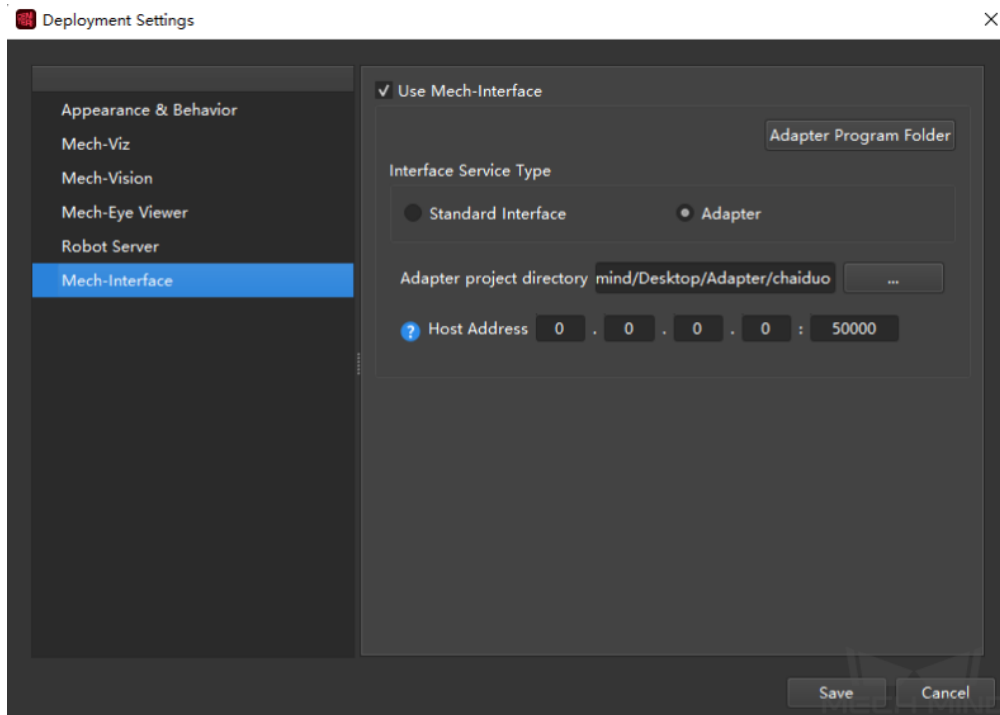 Deployment Settings
Appearance & Behavior
Mech-Viz
Mech-Vision
Mech-Eye Viewer
Robot Server
Mech-Interface
Use Mech-Interface
Adapter Program Folder
Interface Service Type
Standard Interface Adapter
Adapter project directory mind/Desktop/Adapter/chaiduo ...
? Host Address 0 . 0 . 0 . 0 : 50000
Save Cancel
MECH MIND